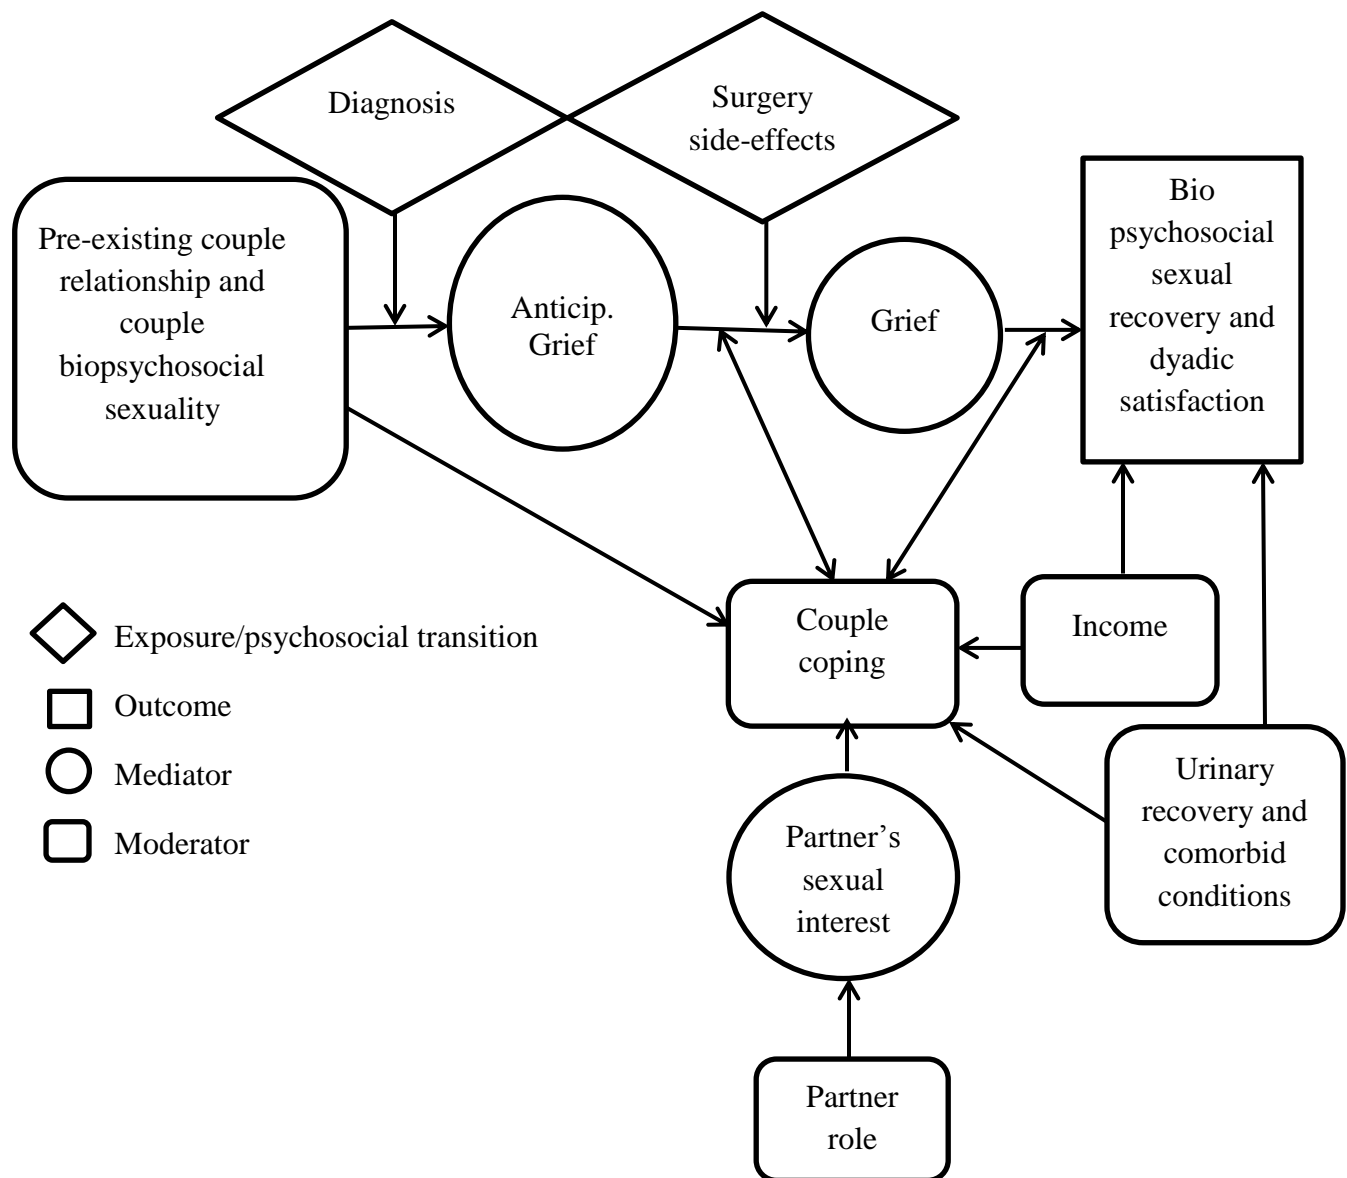 Diagnosis
Surgery
side-effects
Pre-existing couple
relationship and
couple
biopsychosocial
sexuality
Anticip.
Grief
Grief
Bio
psychosocial
sexual
recovery and
dyadic
satisfaction
Couple
coping
Income
Urinary
recovery and
comorbid
conditions
Partner’s
sexual
interest
Partner
role
Exposure/psychosocial transition
Outcome
Mediator
Moderator